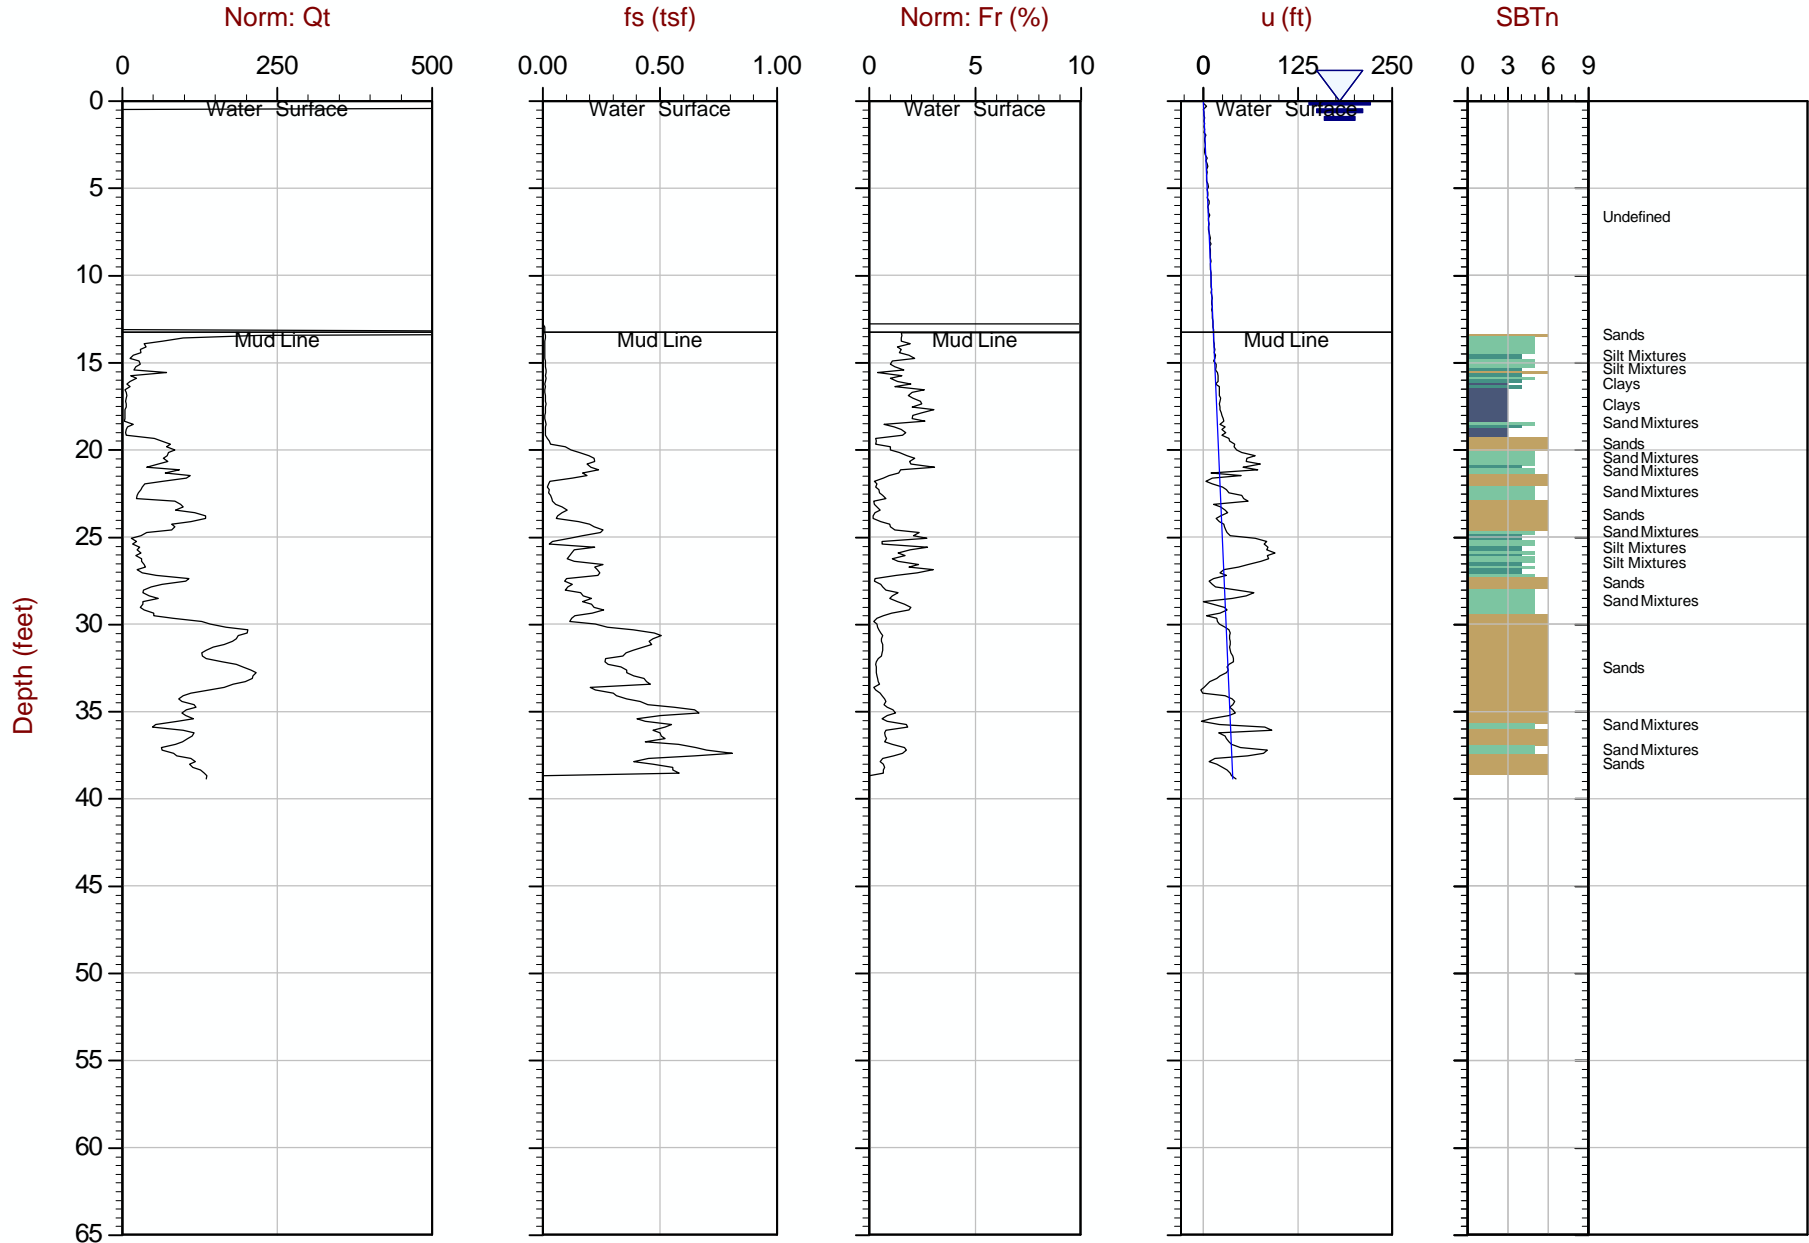 Norm: Qt fs (tsf) Norm: Fr (%) u (ft) SBTn
0 250 500 0.00 0.50 1.00 0 5 10 0 125 250 0 3 6 9
0 Water Surface Water Surface Water Surface Water Surface
5
Undefined
10
Mud Line Mud Line Mud Line Mud Line Sands
15 Silt Mixtures
Silt Mixtures
Clays
Clays
Sand Mixtures
20 Sands
Sand Mixtures
Sand Mixtures
Sand Mixtures
Sands
25 Sand Mixtures
Silt Mixtures
Silt Mixtures
Sands
Sand Mixtures
30
Sands
35
Sand Mixtures
Sand Mixtures
Sands
40
45
50
55
60
65
Depth (feet)